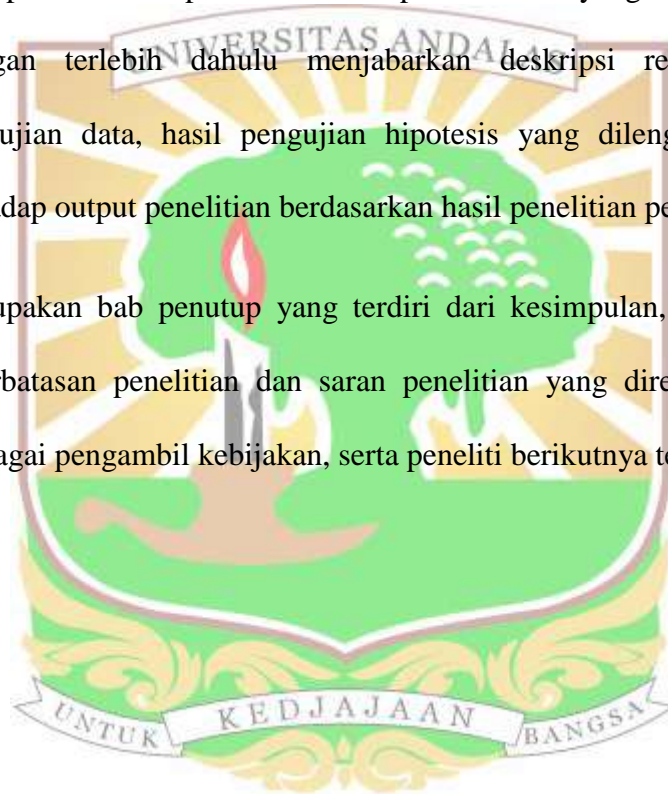 UNIVERSITAS ANDALAS
gan terlebih dahulu menjabarkan deskripsi re
ujian data, hasil pengujian hipotesis yang dileng
adap output penelitian berdasarkan hasil penelitian pe
upakan bab penutup yang terdiri dari kesimpulan,
rbatasan penelitian dan saran penelitian yang dire
agai pengambil kebijakan, serta peneliti berikutnya te
UNTUK KEDJAJAAN BANGSA